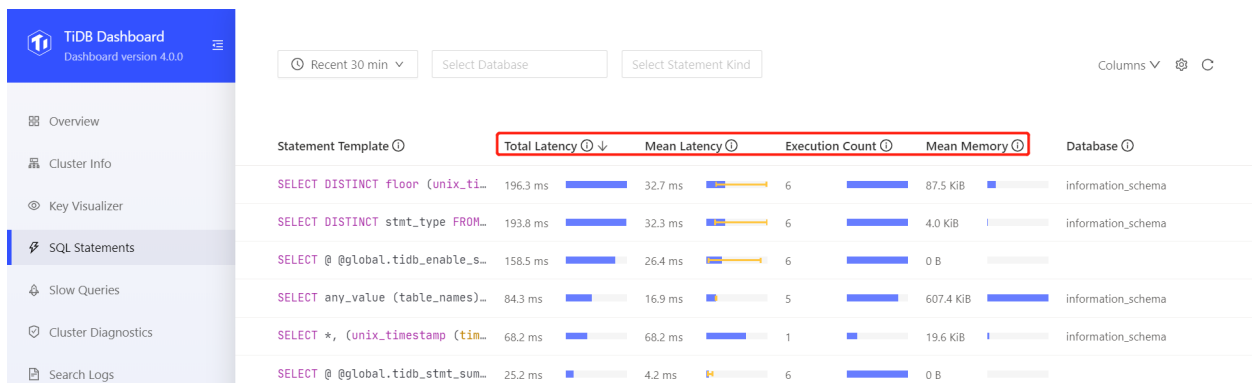 TiDB Dashboard
Dashboard version 4.0.0
Overview
Cluster Info
Key Visualizer
SQL Statements
Slow Queries
Cluster Diagnostics
Search Logs
Recent 30 min Select Database Select Statement Kind Columns
Statement Template Total Latency Mean Latency Execution Count Mean Memory Database
SELECT DISTINCT floor (unix_ti… 196.3 ms 32.7 ms 6 87.5 KiB information_schema
SELECT DISTINCT stmt_type FROM… 193.8 ms 32.3 ms 6 4.0 KiB information_schema
SELECT @ @global.tidb_enable_s… 158.5 ms 26.4 ms 6 0 B
SELECT any_value (table_names)… 84.3 ms 16.9 ms 5 607.4 KiB information_schema
SELECT *, (unix_timestamp (tim… 68.2 ms 68.2 ms 1 19.6 KiB information_schema
SELECT @ @global.tidb_stmt_sum… 25.2 ms 4.2 ms 6 0 B